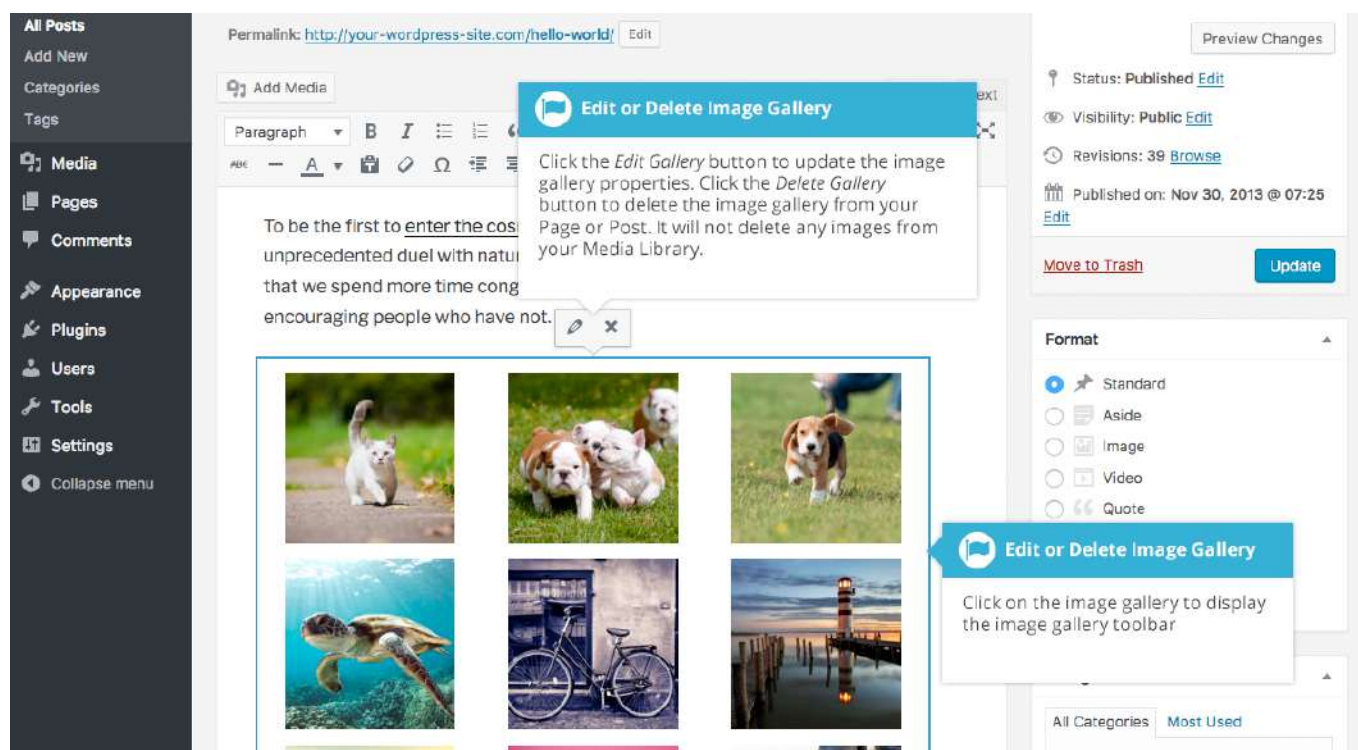 All Posts
Add New
Categories
Tags
Media
Pages
Comments
Appearance
Plugins
Users
Tools
Settings
Collapse menu
Permalink: http://your-wordpress-site.com/hello-world/ Edit
Add Media
Paragraph B I
ABE A Ω
To be the first to enter the
unprecedented duel with
that we spend more time
encouraging people who have not.
Edit or Delete Image Gallery
Click the Edit Gallery button to update the image
gallery properties. Click the Delete Gallery
button to delete the image gallery from your
Page or Post. It will not delete any images from
your Media Library.
Preview Changes
Status: Published Edit
Visibility: Public Edit
Revisions: 39 Browse
Published on: Nov 30, 2013 @ 07:25
Edit
Move to Trash Update
Format
Standard
Aside
Image
Video
Quote
Edit or Delete Image Gallery
Click on the image gallery to display
the image gallery toolbar
All Categories Most Used